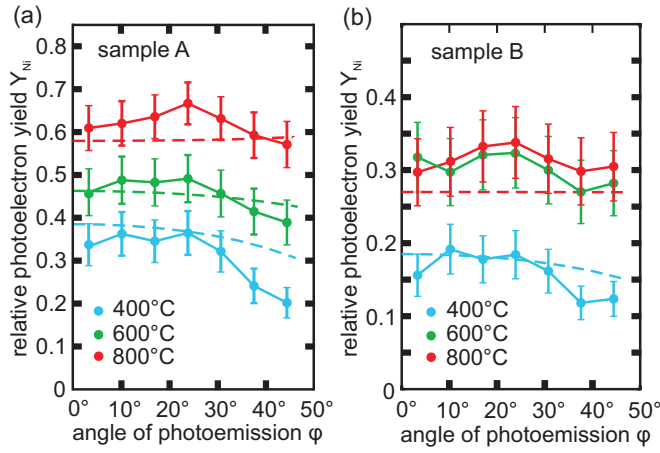 (a)
relative photoelectron yield Y_Ni
0.8
0.7
0.6
0.5
0.4
0.3
0.2
0.1
0
sample A
400°C
600°C
800°C
0° 10° 20° 30° 40° 50°
angle of photoemission φ
(b)
relative photoelectron yield Y_Ni
0.4
0.3
0.2
0.1
0
sample B
400°C
600°C
800°C
0° 10° 20° 30° 40° 50°
angle of photoemission φ